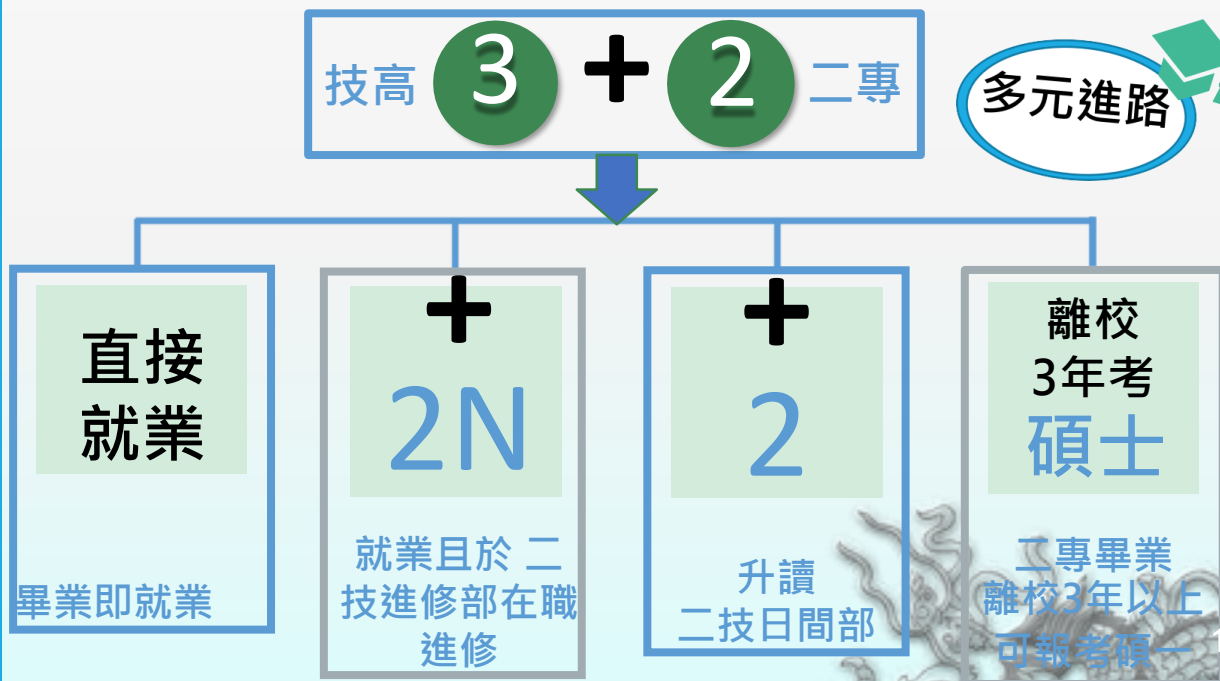 技高 3 + 2 二專
多元進路
直接
就業
畢業即就業
+
2N
就業且於 二
技進修部在職
進修
+
2
升讀
二技日間部
離校
3年考
碩士
二專畢業
離校3年以上
可報考碩一